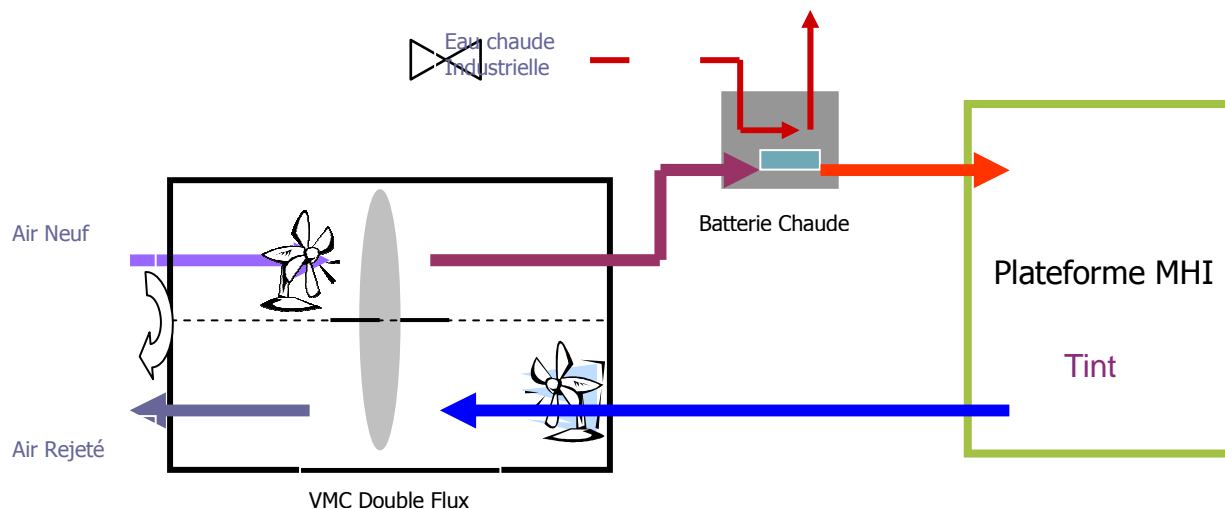 Eau chaude
Industrielle
Batterie Chaude
Air Neuf
Plateforme MHI
Tint
Air Rejeté
VMC Double Flux